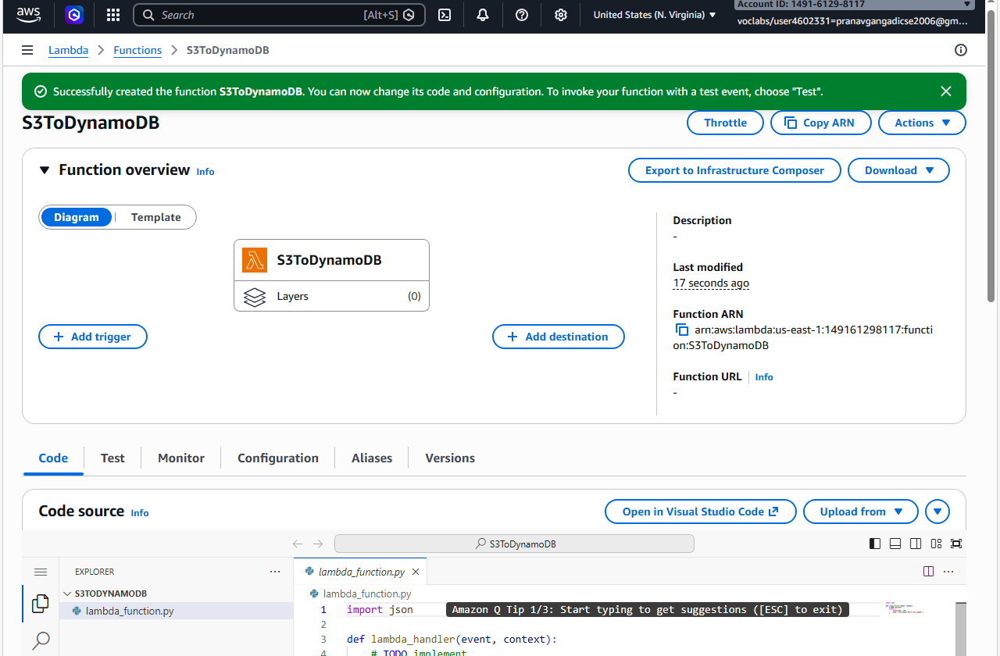 aws
Search [Alt+S]
United States (N. Virginia)
Account ID: 1491-6129-8117
voclabs/user4602331=pranavgangadicse2006@gm...
Lambda
Functions
S3ToDynamoDB
Successfully created the function S3ToDynamoDB. You can now change its code and configuration. To invoke your function with a test event, choose "Test".
S3ToDynamoDB
Throttle
Copy ARN
Actions
Function overview Info
Export to Infrastructure Composer
Download
Diagram
Template
S3ToDynamoDB
Layers (0)
+ Add trigger
+ Add destination
Description
-
Last modified
17 seconds ago
Function ARN
arn:aws:lambda:us-east-1:149161298117:functi
on:S3ToDynamoDB
Function URL Info
-
Code
Test
Monitor
Configuration
Aliases
Versions
Code source Info
Open in Visual Studio Code
Upload from
S3ToDynamoDB
EXPLORER
S3TODYNAMODB
lambda_function.py
lambda_function.py
lambda_function.py
1 import json
Amazon Q Tip 1/3: Start typing to get suggestions ([ESC] to exit)
2
3 def lambda_handler(event, context):
4 # TODO implement